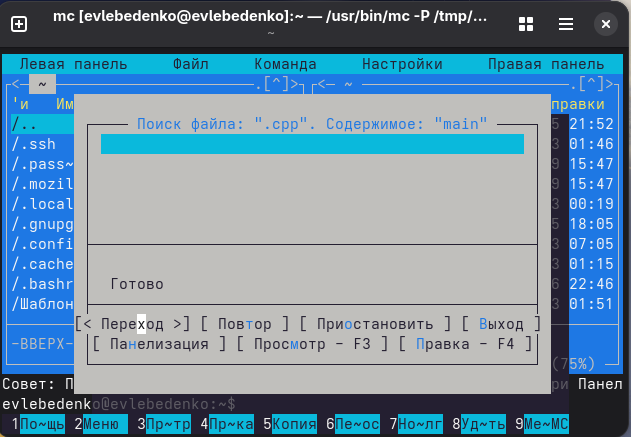 mc [evlebedenko@evlebedenko]:~ — /usr/bin/mc -P /tmp/…
~
Левая панель Файл Команда Настройки Правая панель
<— ~ .[^]> <— ~ .[^]>
'и Им правки
/.. 5 21:52
/.ssh 3 01:46
/.pass~ 9 15:47
/.mozil 9 15:47
/.local 3 00:19
/.gnupg 5 18:05
/.confi 3 07:05
/.cache 3 01:15
/.bashr 6 22:46
/Шаблон 3 01:51
Поиск файла: ".cpp". Содержимое: "main"
Готово
[< Переход >] [ Повтор ] [ Приостановить ] [ Выход ]
[ Панелизация ] [ Просмотр - F3 ] [ Правка - F4 ]
-ВВЕРХ- (75%)
Совет: П ри Панел
evlebedenko@evlebedenko:~$
1По~щь 2Меню 3Пр~тр 4Пр~ка 5Копия 6Пе~ос 7Но~лг 8Уд~ть 9Ме~МС